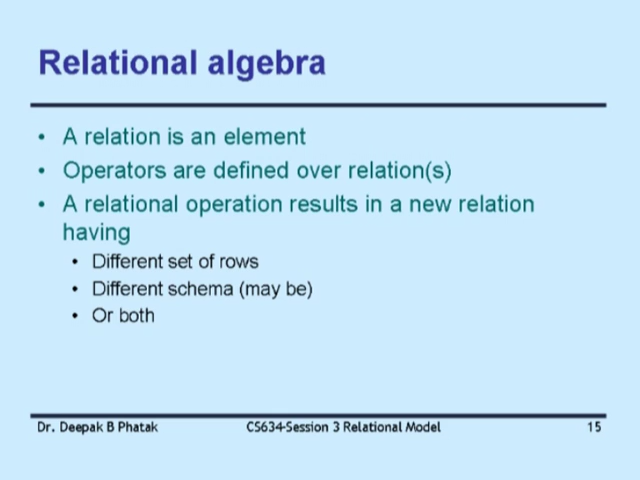 Relational algebra
• A relation is an element
• Operators are defined over relation(s)
• A relational operation results in a new relation
having
• Different set of rows
• Different schema (may be)
• Or both
Dr. Deepak B Phatak CS634-Session 3 Relational Model 15